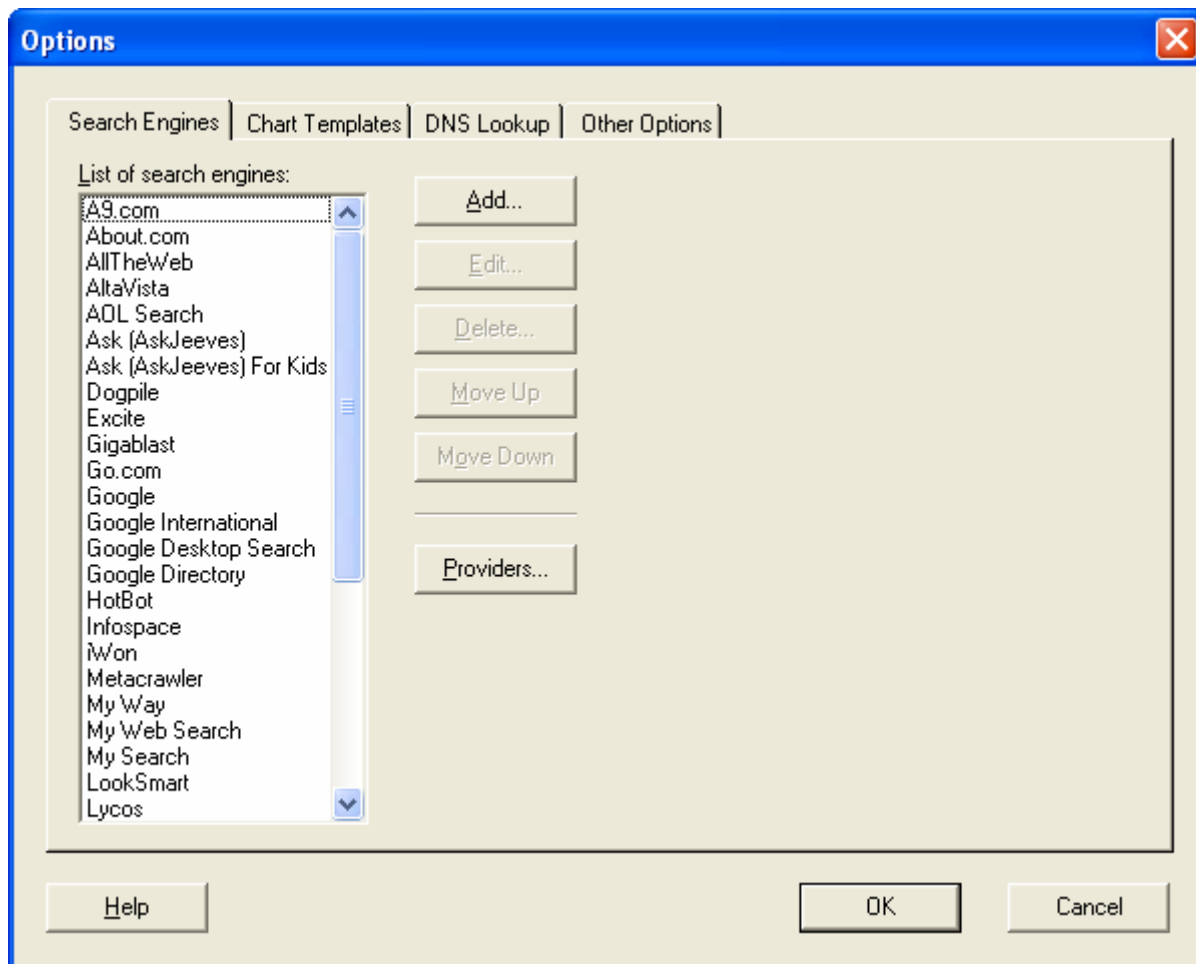 Options
Search Engines
Chart Templates
DNS Lookup
Other Options
List of search engines:
A9.com
About.com
AllTheWeb
AltaVista
AOL Search
Ask (AskJeeves)
Ask (AskJeeves) For Kids
Dogpile
Excite
Gigablast
Go.com
Google
Google International
Google Desktop Search
Google Directory
HotBot
Infospace
iWon
Metacrawler
My Way
My Web Search
My Search
LookSmart
Lycos
Add...
Edit...
Delete...
Move Up
Move Down
Providers...
Help
OK
Cancel